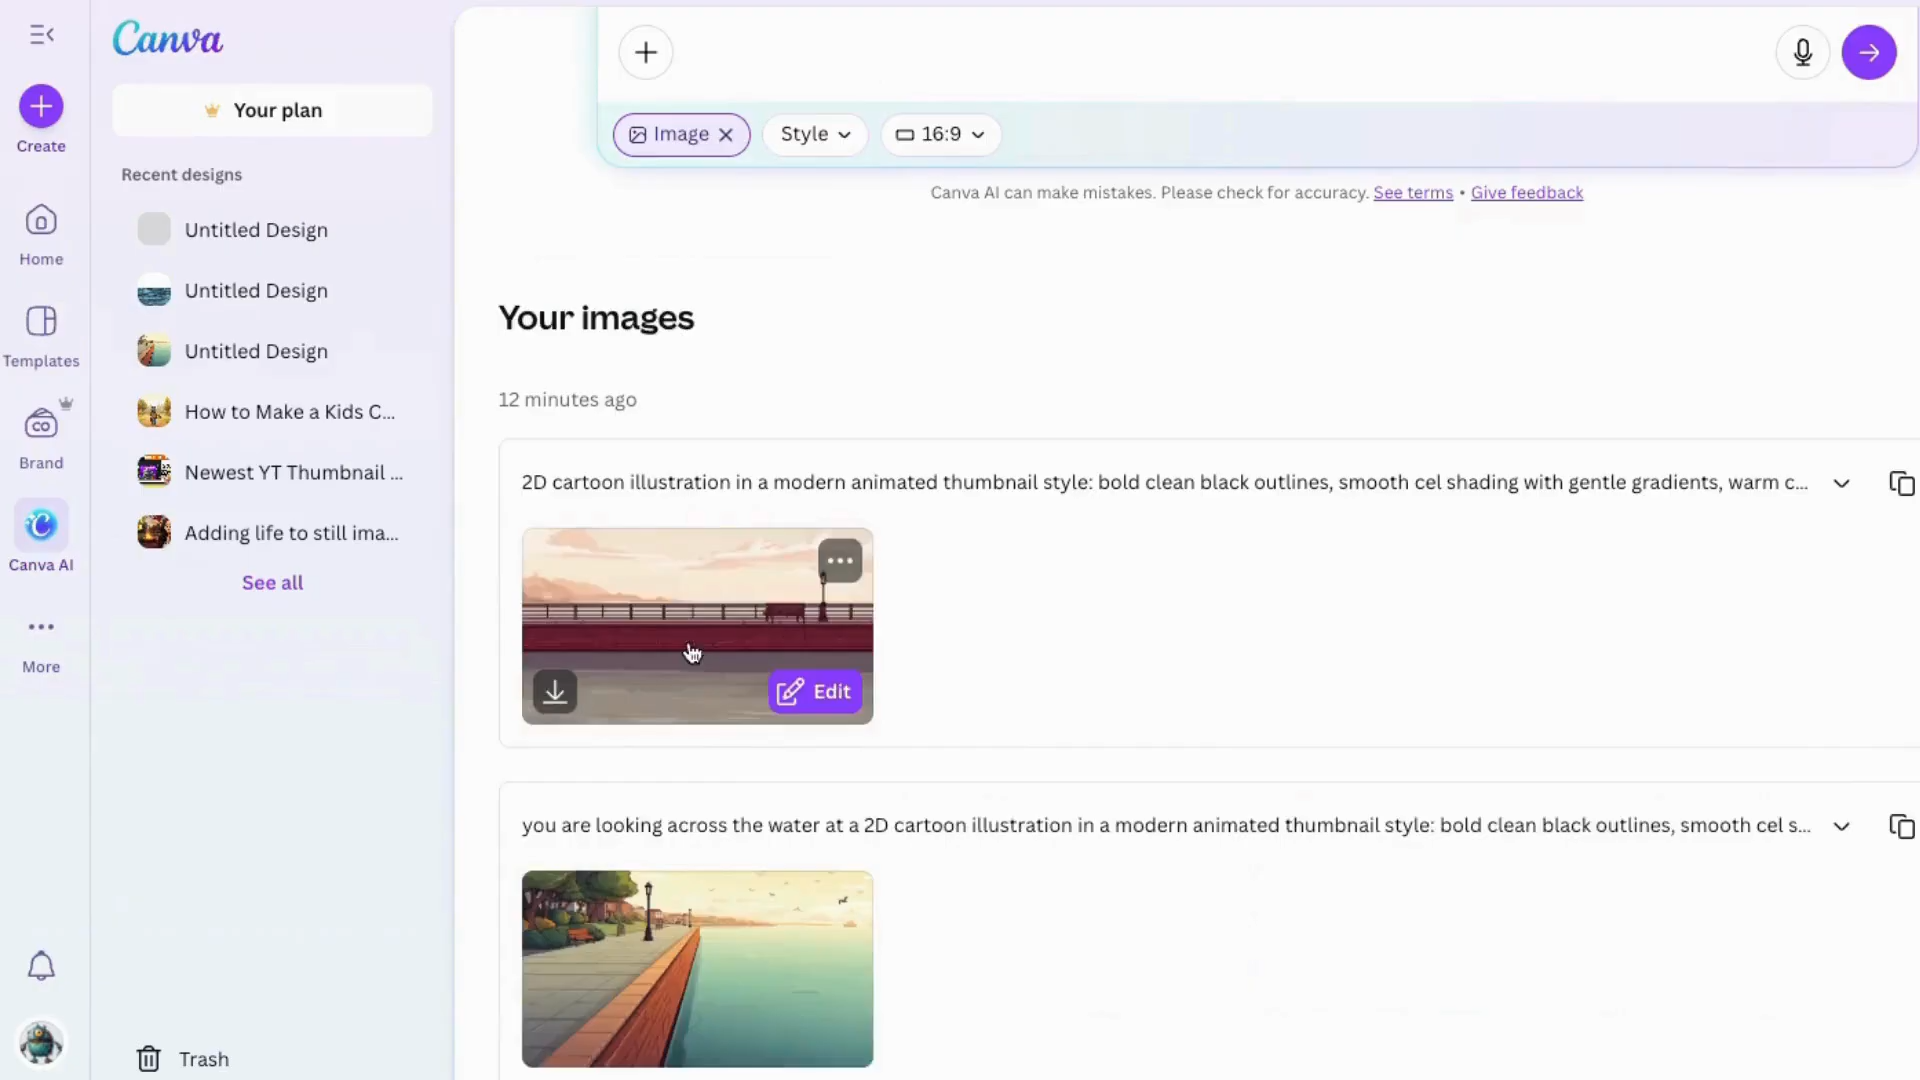 Canva
Your plan
Create
Recent designs
Untitled Design
Home
Untitled Design
Templates
Untitled Design
How to Make a Kids C...
Brand
Newest YT Thumbnail ...
Canva AI
Adding life to still ima...
See all
More
Trash
Image
Style
16:9
Canva AI can make mistakes. Please check for accuracy. See terms • Give feedback
Your images
12 minutes ago
2D cartoon illustration in a modern animated thumbnail style: bold clean black outlines, smooth cel shading with gentle gradients, warm c...
Edit
you are looking across the water at a 2D cartoon illustration in a modern animated thumbnail style: bold clean black outlines, smooth cel s...